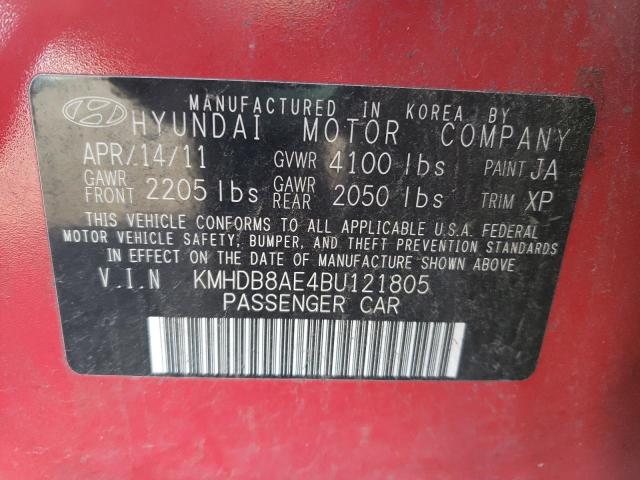 MANUFACTURED IN KOREA BY
HYUNDAI MOTOR COMPANY
APR/14/11 GVWR 4100 lbs PAINT JA
GAWR FRONT 2205 lbs GAWR REAR 2050 lbs TRIM XP
THIS VEHICLE CONFORMS TO ALL APPLICABLE U.S.A. FEDERAL
MOTOR VEHICLE SAFETY, BUMPER, AND THEFT PREVENTION STANDARDS
IN EFFECT ON THE DATE OF MANUFACTURE SHOWN ABOVE.
V.I.N KMHDB8AE4BU121805
PASSENGER CAR